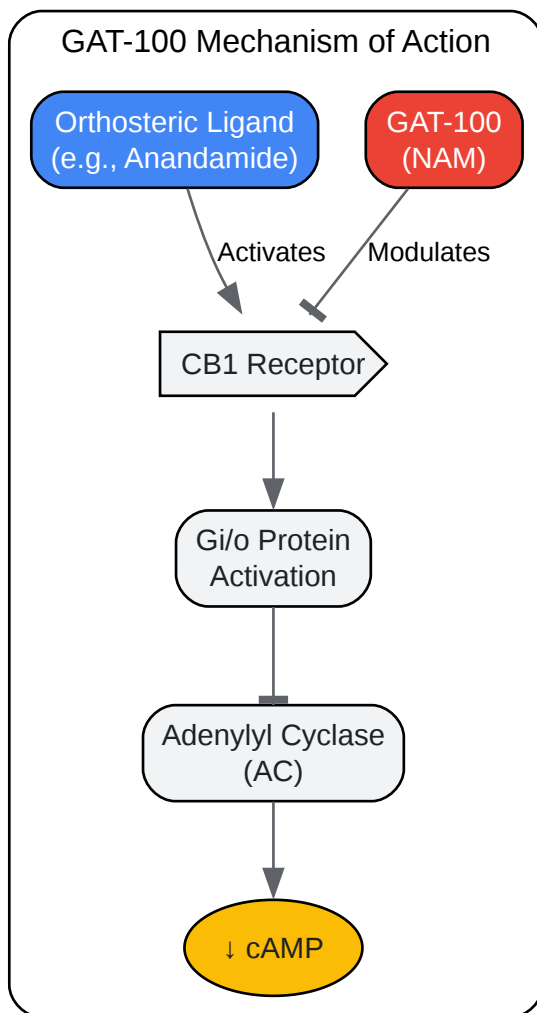 GAT-100 Mechanism of Action
Orthosteric Ligand
(e.g., Anandamide)
GAT-100
(NAM)
Activates
Modulates
CB1 Receptor
Gi/o Protein
Activation
Adenylyl Cyclase
(AC)
↓ cAMP